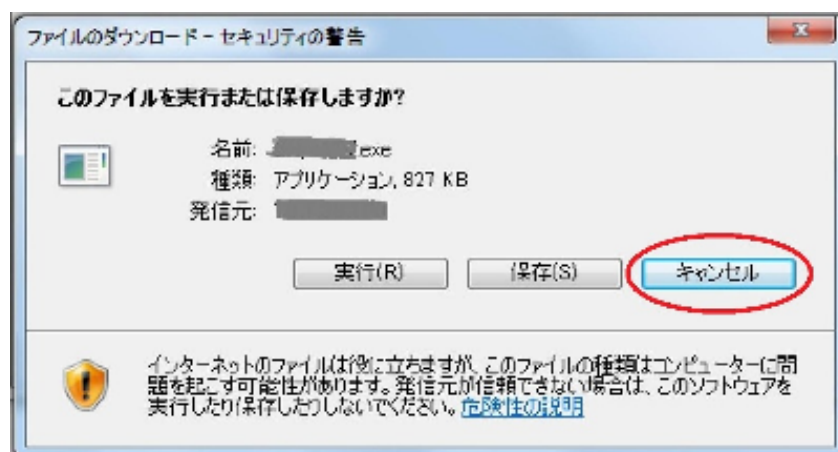 ファイルのダウンロード - セキュリティの警告
このファイルを実行または保存しますか?
名前: .exe
種類: アプリケーション, 827 KB
発信元:
実行(R) 保存(S) キャンセル
インターネットのファイルは役に立ちますが、このファイルの種類はコンピューターに問
題を起こす可能性があります。発信元が信頼できない場合は、このソフトウェアを
実行したり保存したりしないでください。危険性の説明